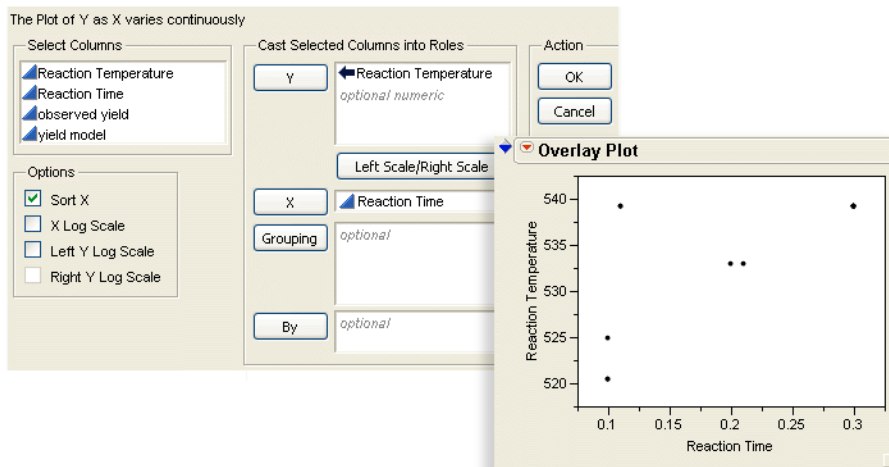 The Plot of Y as X varies continuously
Select Columns
Reaction Temperature
Reaction Time
observed yield
yield model
Options
Sort X
X Log Scale
Left Y Log Scale
Right Y Log Scale
Cast Selected Columns into Roles
Y
Reaction Temperature
optional numeric
Left Scale/Right Scale
X
Reaction Time
Grouping
optional
By
optional
Action
OK
Cancel
Overlay Plot
Reaction Temperature
540
535
530
525
520
0.1 0.15 0.2 0.25 0.3
Reaction Time